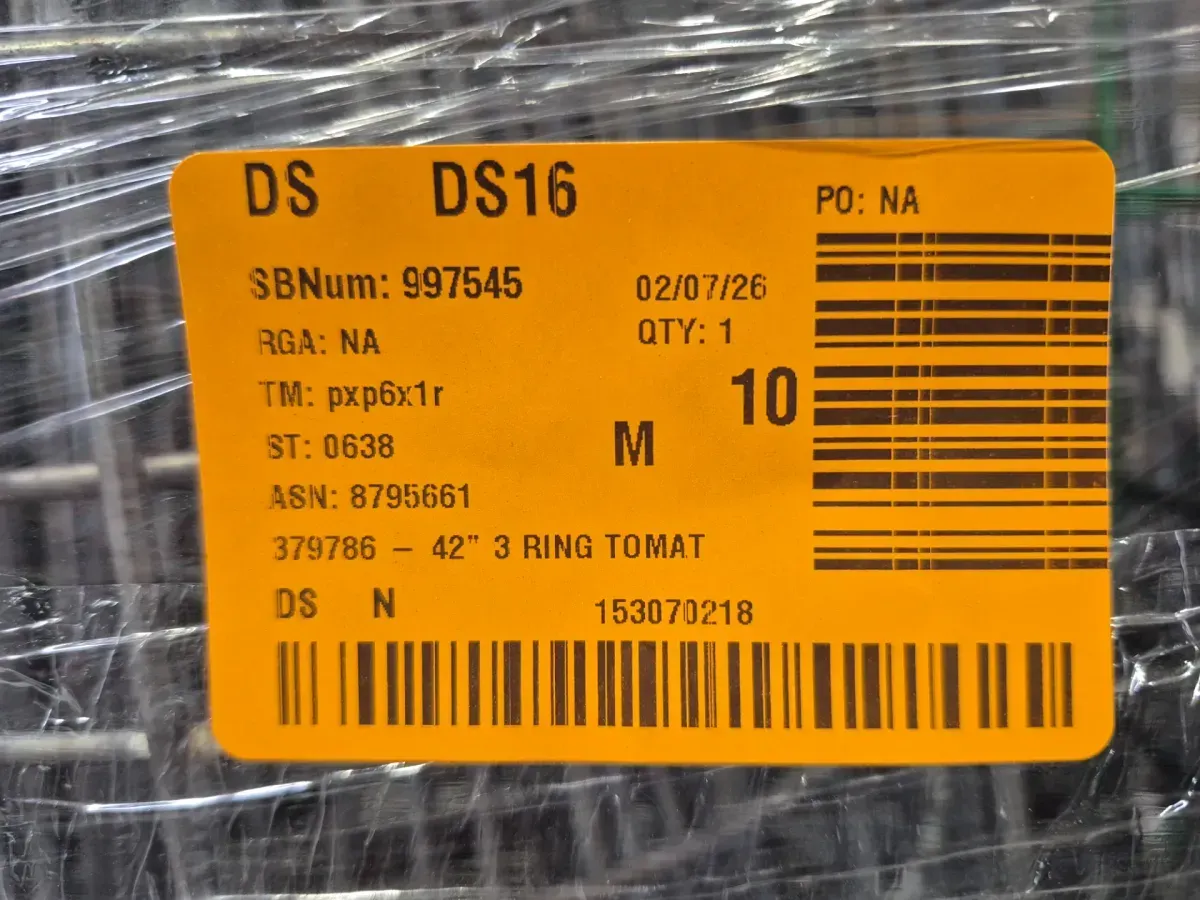 DS DS16
PO: NA
SBNum: 997545 02/07/26
RGA: NA QTY: 1
TM: pxp6x1r 10
ST: 0638 M
ASN: 8795661
379786 – 42" 3 RING TOMAT
DS N 153070218